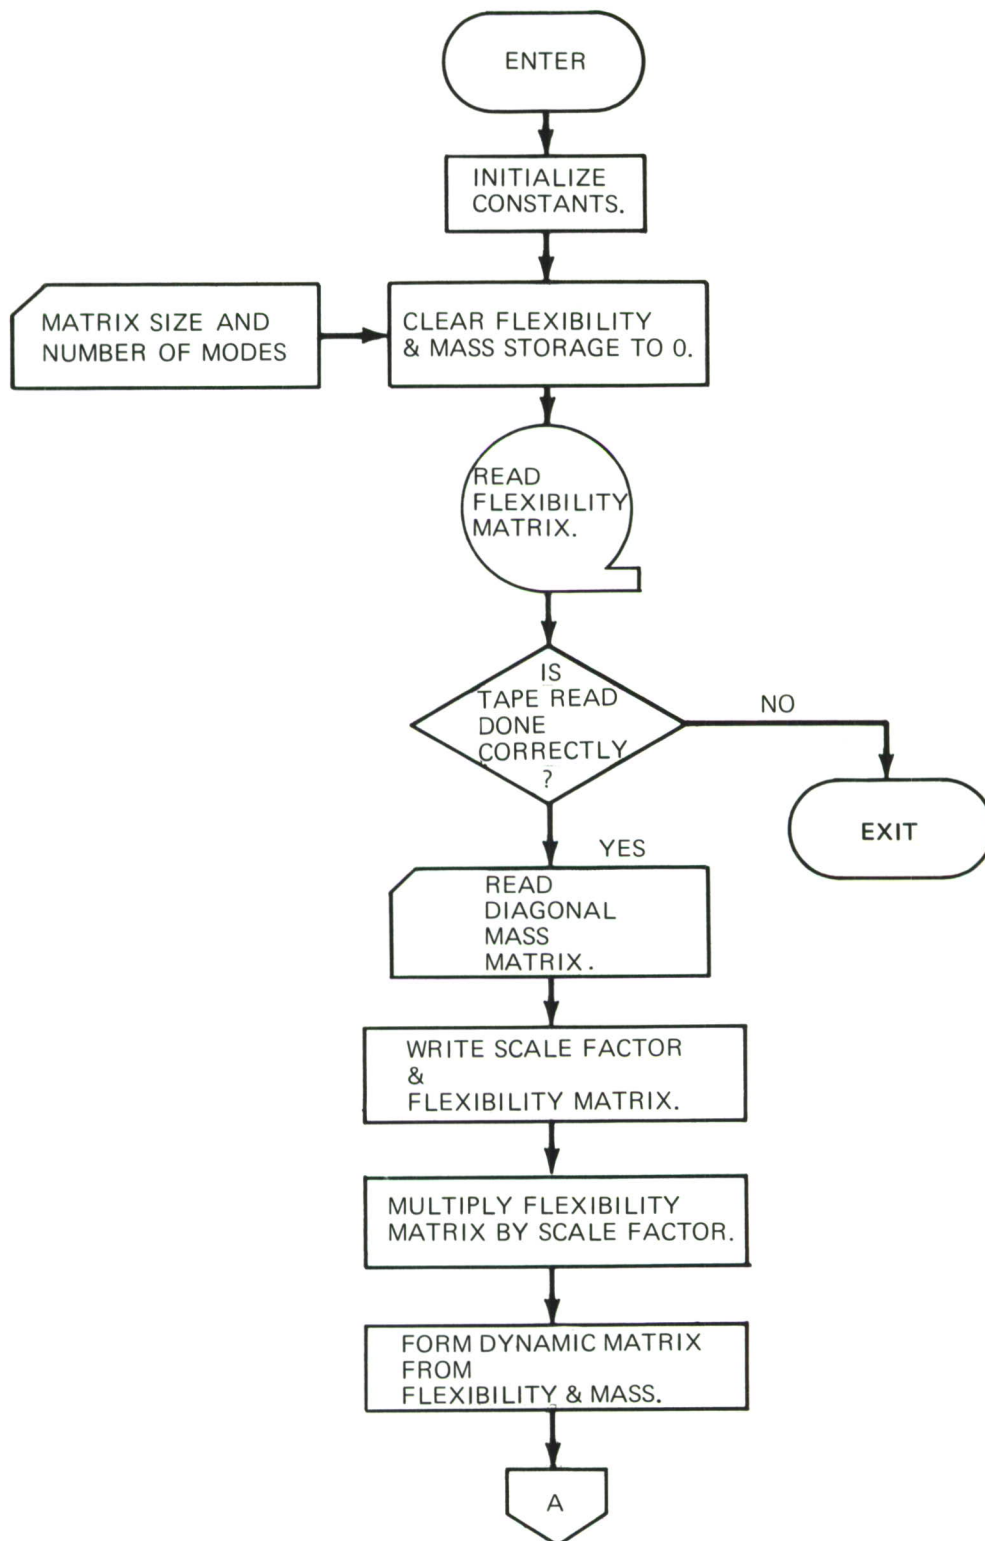 ENTER
INITIALIZE
CONSTANTS.
MATRIX SIZE AND
NUMBER OF MODES
CLEAR FLEXIBILITY
& MASS STORAGE TO 0.
READ
FLEXIBILITY
MATRIX.
IS
TAPE READ
DONE
CORRECTLY
?
NO
EXIT
YES
READ
DIAGONAL
MASS
MATRIX.
WRITE SCALE FACTOR
&
FLEXIBILITY MATRIX.
MULTIPLY FLEXIBILITY
MATRIX BY SCALE FACTOR.
FORM DYNAMIC MATRIX
FROM
FLEXIBILITY & MASS.
A